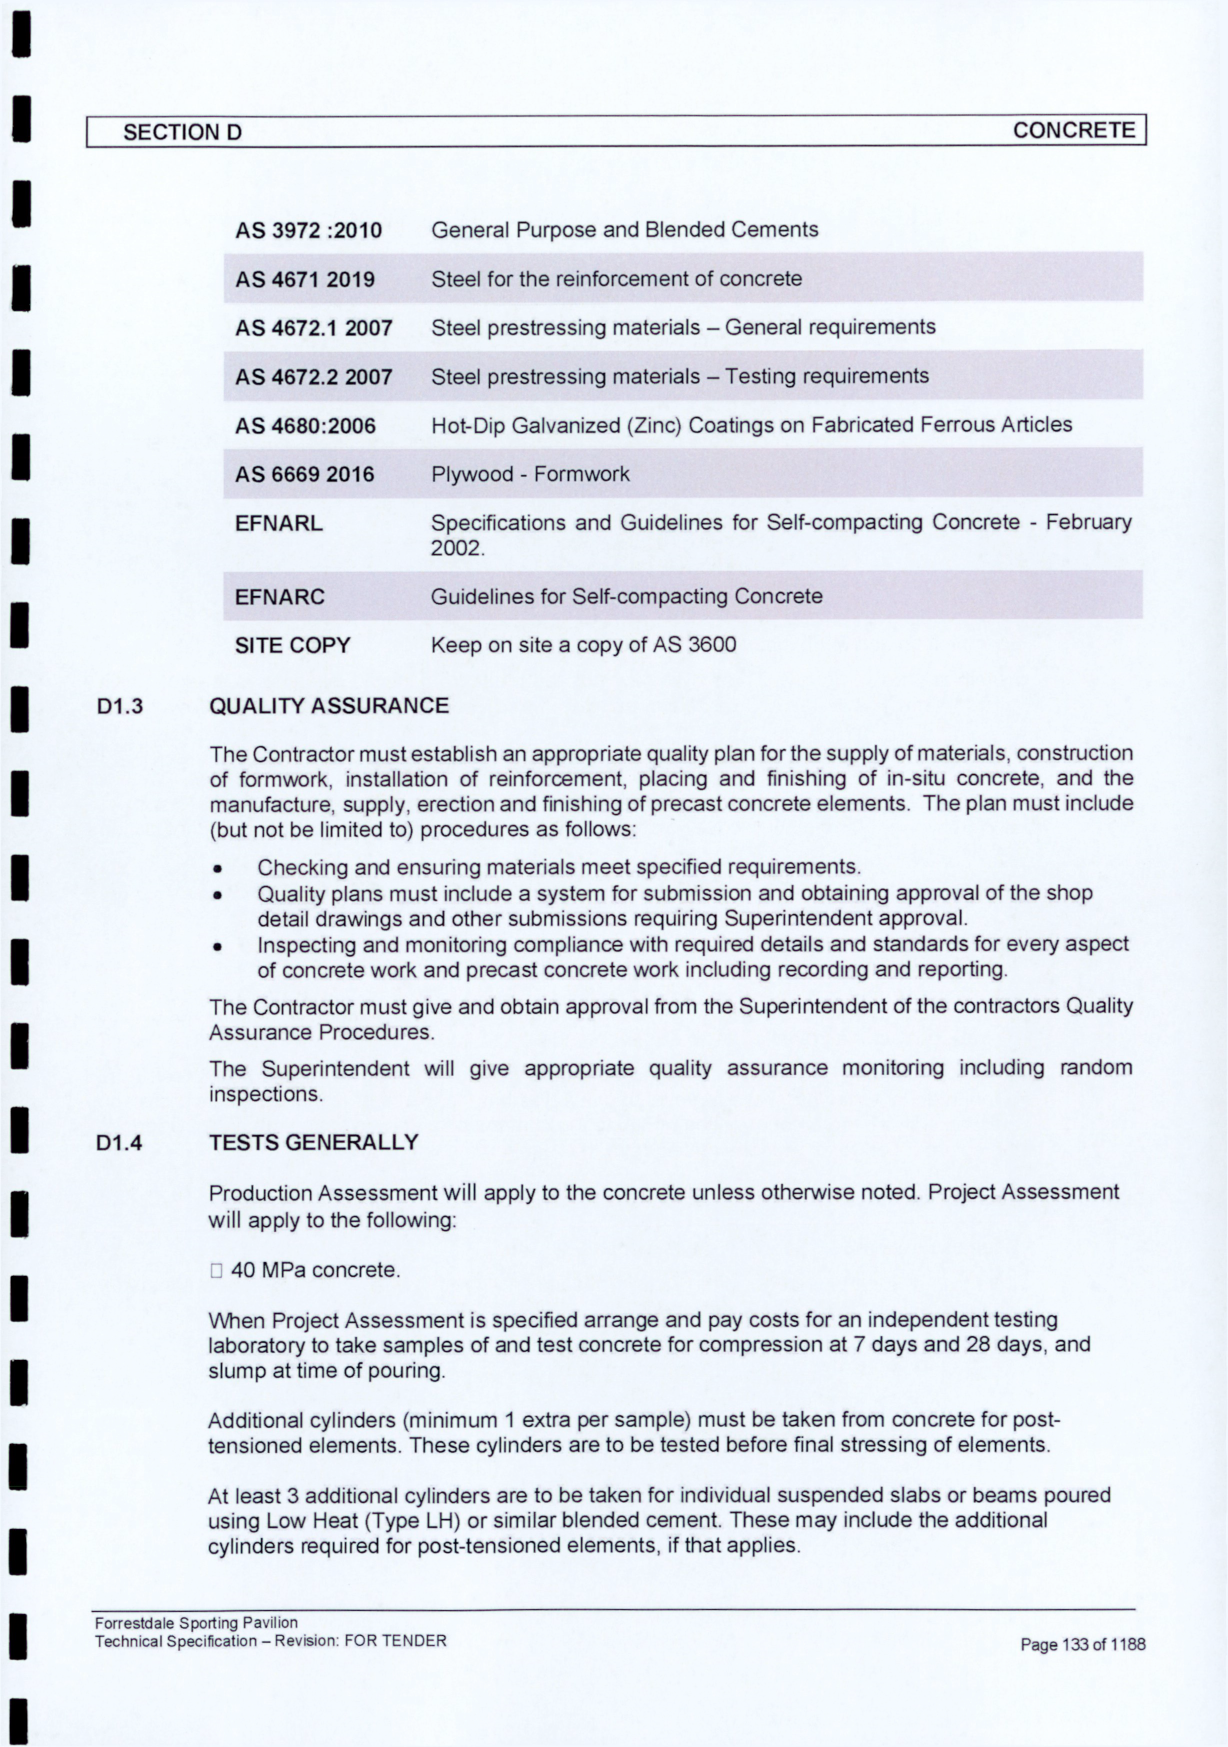 SECTION D CONCRETE
AS 3972 :2010 General Purpose and Blended Cements
AS 4671 2019 Steel for the reinforcement of concrete
AS 4672.1 2007 Steel prestressing materials – General requirements
AS 4672.2 2007 Steel prestressing materials – Testing requirements
AS 4680:2006 Hot-Dip Galvanized (Zinc) Coatings on Fabricated Ferrous Articles
AS 6669 2016 Plywood - Formwork
EFNARL Specifications and Guidelines for Self-compacting Concrete - February
2002.
EFNARC Guidelines for Self-compacting Concrete
SITE COPY Keep on site a copy of AS 3600
D1.3 QUALITY ASSURANCE
The Contractor must establish an appropriate quality plan for the supply of materials, construction
of formwork, installation of reinforcement, placing and finishing of in-situ concrete, and the
manufacture, supply, erection and finishing of precast concrete elements. The plan must include
(but not be limited to) procedures as follows:
• Checking and ensuring materials meet specified requirements.
• Quality plans must include a system for submission and obtaining approval of the shop
detail drawings and other submissions requiring Superintendent approval.
• Inspecting and monitoring compliance with required details and standards for every aspect
of concrete work and precast concrete work including recording and reporting.
The Contractor must give and obtain approval from the Superintendent of the contractors Quality
Assurance Procedures.
The Superintendent will give appropriate quality assurance monitoring including random
inspections.
D1.4 TESTS GENERALLY
Production Assessment will apply to the concrete unless otherwise noted. Project Assessment
will apply to the following:
□ 40 MPa concrete.
When Project Assessment is specified arrange and pay costs for an independent testing
laboratory to take samples of and test concrete for compression at 7 days and 28 days, and
slump at time of pouring.
Additional cylinders (minimum 1 extra per sample) must be taken from concrete for post-
tensioned elements. These cylinders are to be tested before final stressing of elements.
At least 3 additional cylinders are to be taken for individual suspended slabs or beams poured
using Low Heat (Type LH) or similar blended cement. These may include the additional
cylinders required for post-tensioned elements, if that applies.
Forrestdale Sporting Pavilion
Technical Specification – Revision: FOR TENDER
Page 133 of 1188